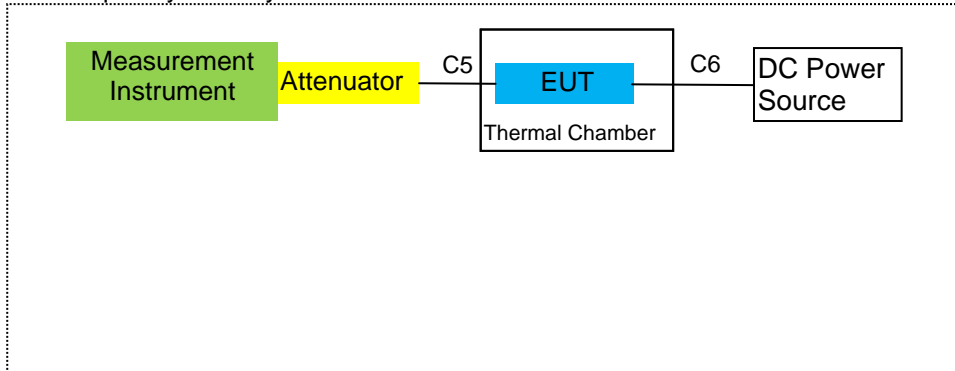 Measurement
Instrument
Attenuator
C5
EUT
Thermal Chamber
C6
DC Power
Source